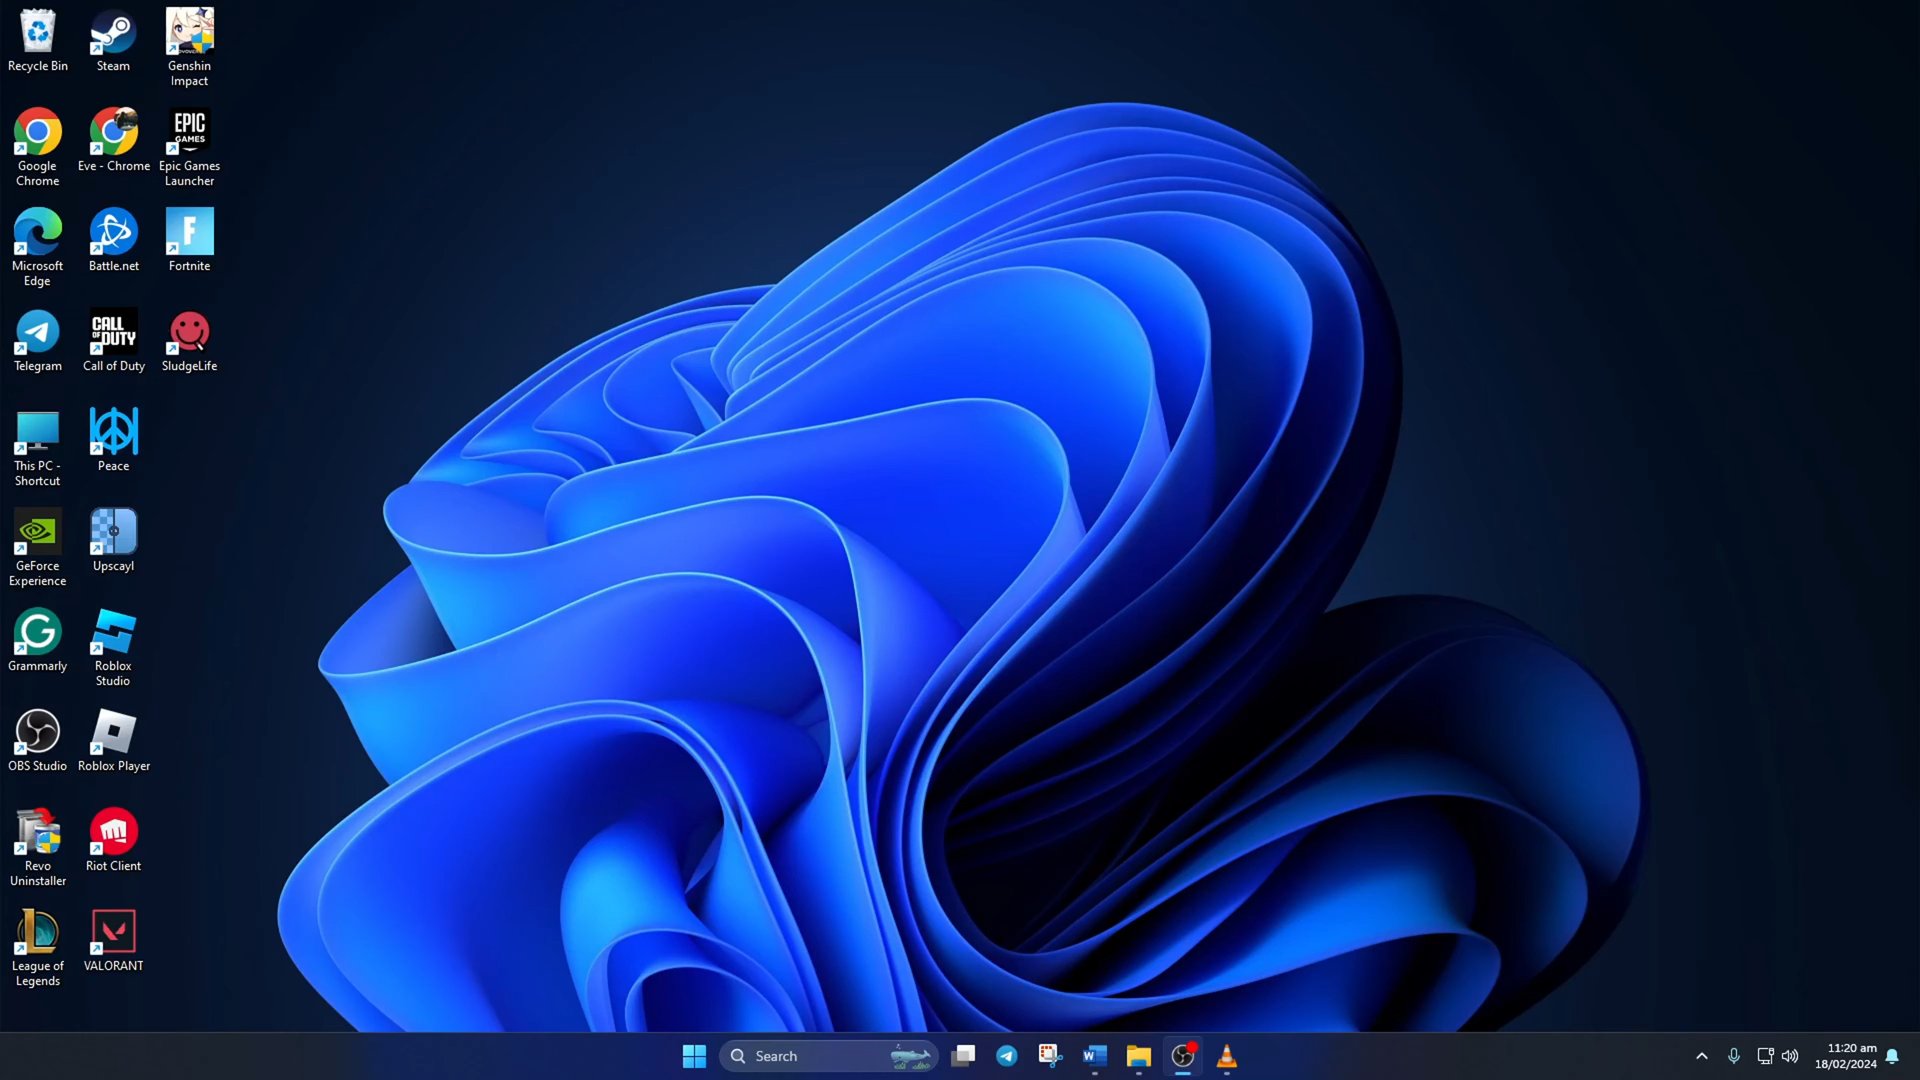 Recycle Bin
Steam
Genshin
Impact
Google
Chrome
Eve - Chrome
EPIC
GAMES
Epic Games
Launcher
Microsoft
Edge
Battle.net
F
Fortnite
Telegram
CALL
OF DUTY
Call of Duty
SludgeLife
This PC -
Shortcut
Peace
GeForce
Experience
Upscayl
G
Grammarly
Roblox
Studio
OBS Studio
Roblox Player
Revo
Uninstaller
Riot Client
L
League of
Legends
VALORANT
Search
W
11:20 am
18/02/2024